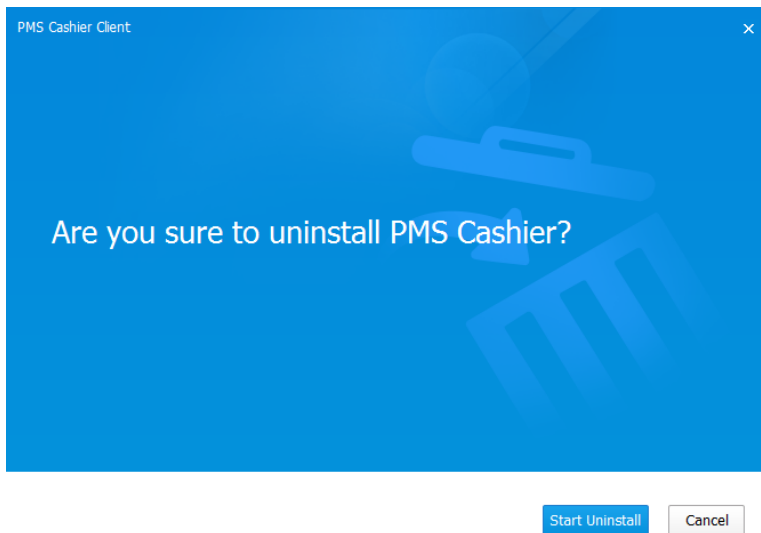 PMS Cashier Client
Are you sure to uninstall PMS Cashier?
Start Uninstall
Cancel